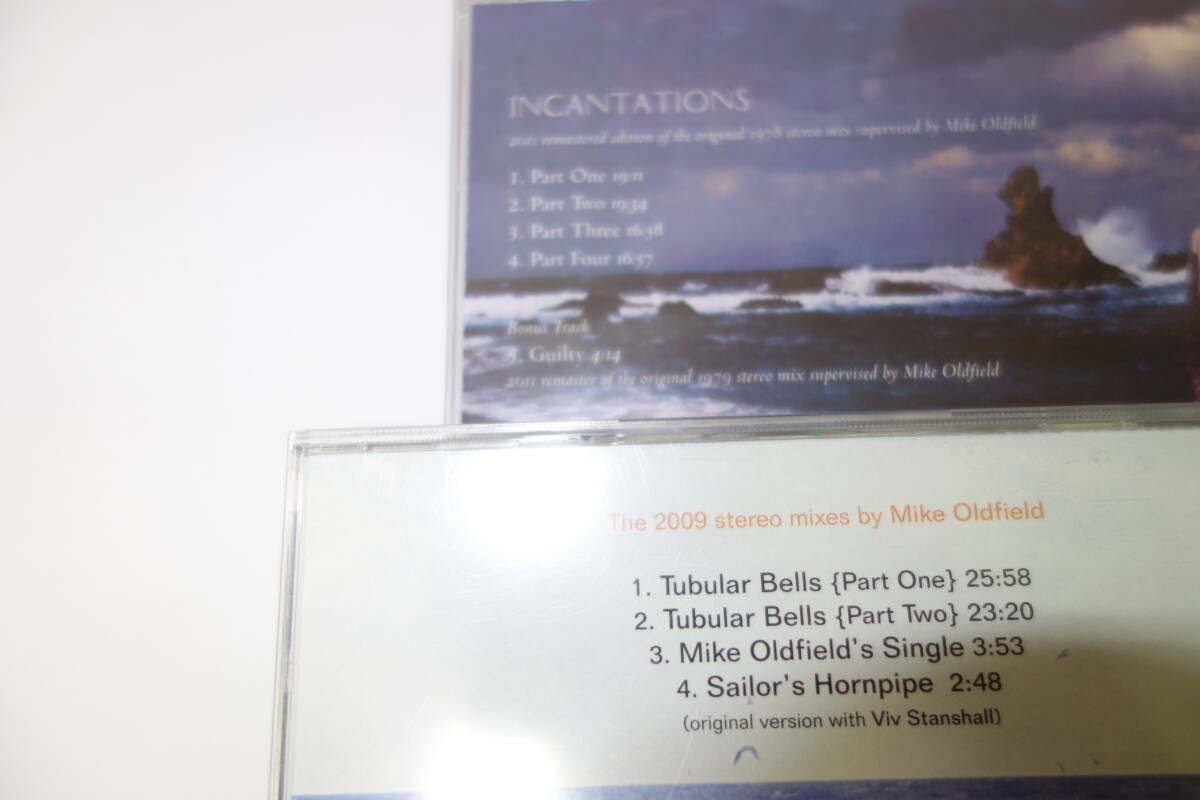 INCANTATIONS
2011 remastered edition of the original 1978 stereo mix supervised by Mike Oldfield
1. Part One 19:11
2. Part Two 19:34
3. Part Three 16:58
4. Part Four 16:57
Bonus Track
5. Guilty 4:14
2011 remaster of the original 1979 stereo mix supervised by Mike Oldfield
The 2009 stereo mixes by Mike Oldfield
1. Tubular Bells {Part One} 25:58
2. Tubular Bells {Part Two} 23:20
3. Mike Oldfield's Single 3:53
4. Sailor's Hornpipe 2:48
(original version with Viv Stanshall)